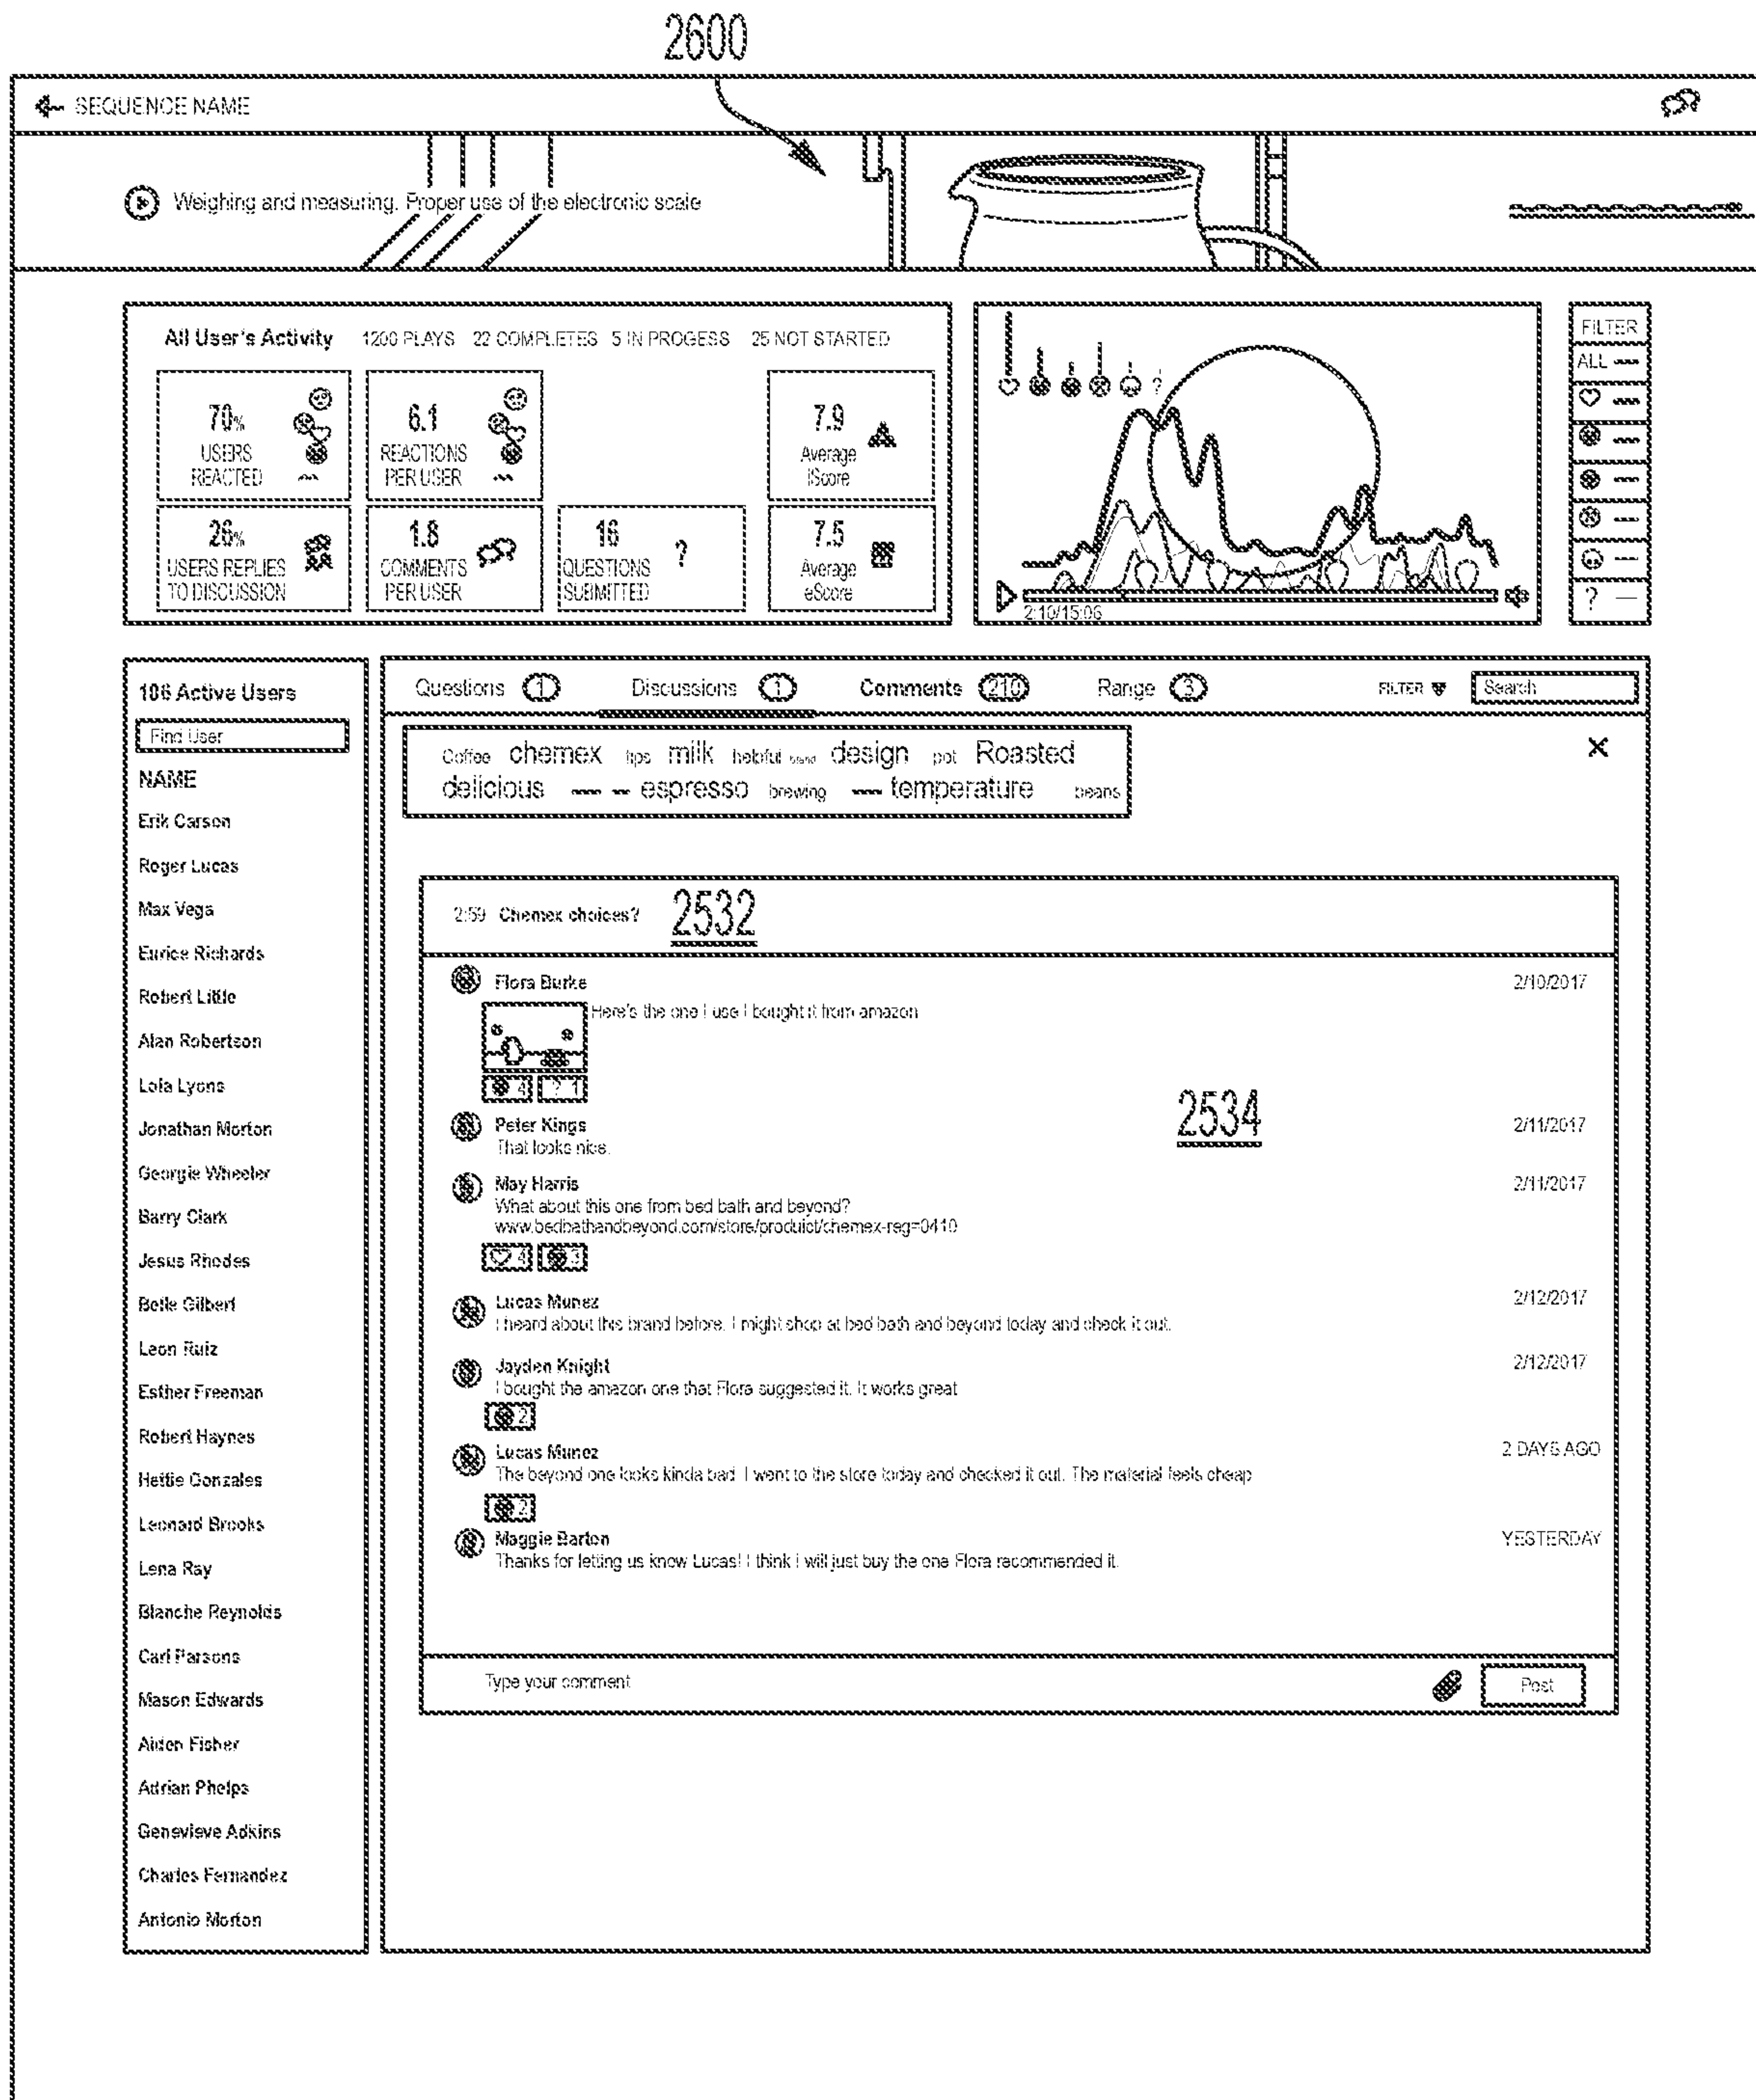 2600
SEQUENCE NAME
Weighing and measuring. Proper use of the electronic scale
All User's Activity 1200 PLAYS 22 COMPLETES 5 IN PROGESS 25 NOT STARTED
70%
USERS
REACTED
6.1
REACTIONS
PER USER
7.9
Average
iScore
26%
USERS REPLIES
TO DISCUSSION
1.8
COMMENTS
PER USER
16
QUESTIONS
SUBMITTED
?
7.5
Average
eScore
?
2:10/15:06
FILTER
ALL
?
106 Active Users
Find User
NAME
Erik Carson
Roger Lucas
Max Vega
Eunice Richards
Robert Little
Alan Robertson
Lola Lyons
Jonathan Morton
Georgie Wheeler
Barry Clark
Jesus Rhodes
Belle Gilbert
Leon Ruiz
Esther Freeman
Robert Haynes
Hettie Gonzales
Leonard Brooks
Lena Ray
Blanche Reynolds
Carl Parsons
Mason Edwards
Aiden Fisher
Adrian Phelps
Genevieve Adkins
Charles Fernandez
Antonio Morton
Questions 1 Discussions 1 Comments 210 Range 3 FILTER Search
Coffee chemex tips milk helpful design pot Roasted
delicious espresso brewing temperature beans
2:59 Chemex choices? 2532
Flora Burke 2/10/2017
Here's the one I use I bought it from amazon
4 ? 1
2534
Peter Kings 2/11/2017
That looks nice.
May Harris 2/11/2017
What about this one from bed bath and beyond?
www.bedbathandbeyond.com/store/produict/chemex-reg=0410
4 3
Lucas Munez 2/12/2017
I heard about this brand before. I might shop at bed bath and beyond today and check it out.
Jayden Knight 2/12/2017
I bought the amazon one that Flora suggested it. It works great
2
Lucas Munez 2 DAYS AGO
The beyond one looks kinda bad. I went to the store today and checked it out. The material feels cheap
2
Maggie Barton YESTERDAY
Thanks for letting us know Lucas! I think i will just buy the one Flora recommended it.
Type your comment Post